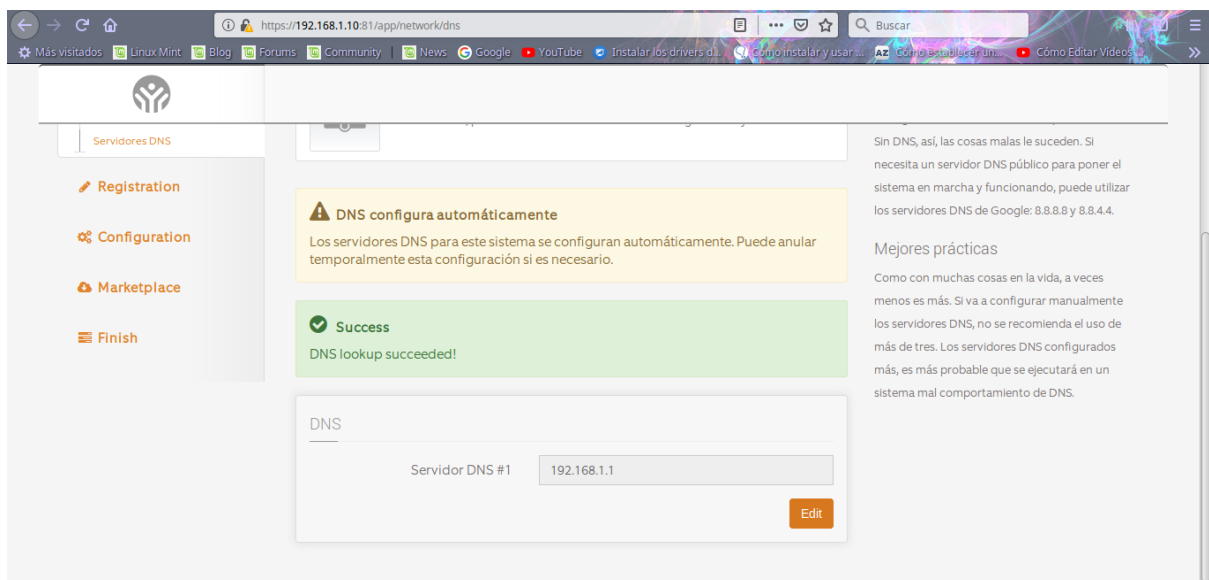 https://192.168.1.10:81/app/network/dns
Buscar
Más visitados Linux Mint Blog Forums Community News Google YouTube Instalar los drivers d... Cómo instalar y usar ... Cómo establecer un... Cómo Editar Vídeos
Servidores DNS
Registration
Configuration
Marketplace
Finish
DNS configura automáticamente
Los servidores DNS para este sistema se configuran automáticamente. Puede anular
temporalmente esta configuración si es necesario.
Success
DNS lookup succeeded!
DNS
Servidor DNS #1
192.168.1.1
Edit
Sin DNS, así, las cosas malas le suceden. Si
necesita un servidor DNS público para poner el
sistema en marcha y funcionando, puede utilizar
los servidores DNS de Google: 8.8.8.8 y 8.8.4.4.
Mejores prácticas
Como con muchas cosas en la vida, a veces
menos es más. Si va a configurar manualmente
los servidores DNS, no se recomienda el uso de
más de tres. Los servidores DNS configurados
más, es más probable que se ejecutará en un
sistema mal comportamiento de DNS.